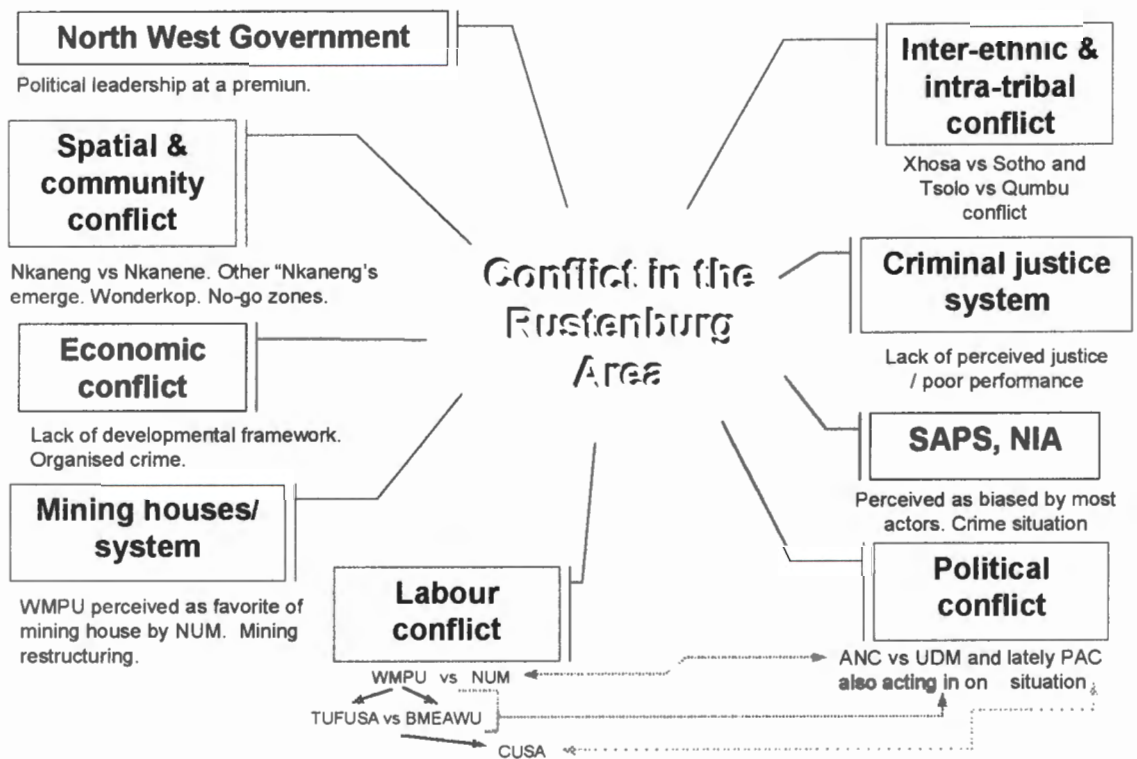 North West Government
Political leadership at a premiun.
Spatial &
community
conflict
Nkaneng vs Nkanene. Other "Nkaneng's
emerge. Wonderkop. No-go zones.
Economic
conflict
Lack of developmental framework.
Organised crime.
Mining houses/
system
WMPU perceived as favorite of
mining house by NUM. Mining
restructuring.
Conflict in the
Rustenburg
Area
Inter-ethnic &
intra-tribal
conflict
Xhosa vs Sotho and
Tsolo vs Qumbu
conflict
Criminal justice
system
Lack of perceived justice
/ poor performance
SAPS, NIA
Perceived as biased by most
actors. Crime situation
Political
conflict
ANC vs UDM and lately PAC
also acting in on situation
Labour
conflict
WMPU vs NUM
TUFUSA vs BMEAWU
CUSA